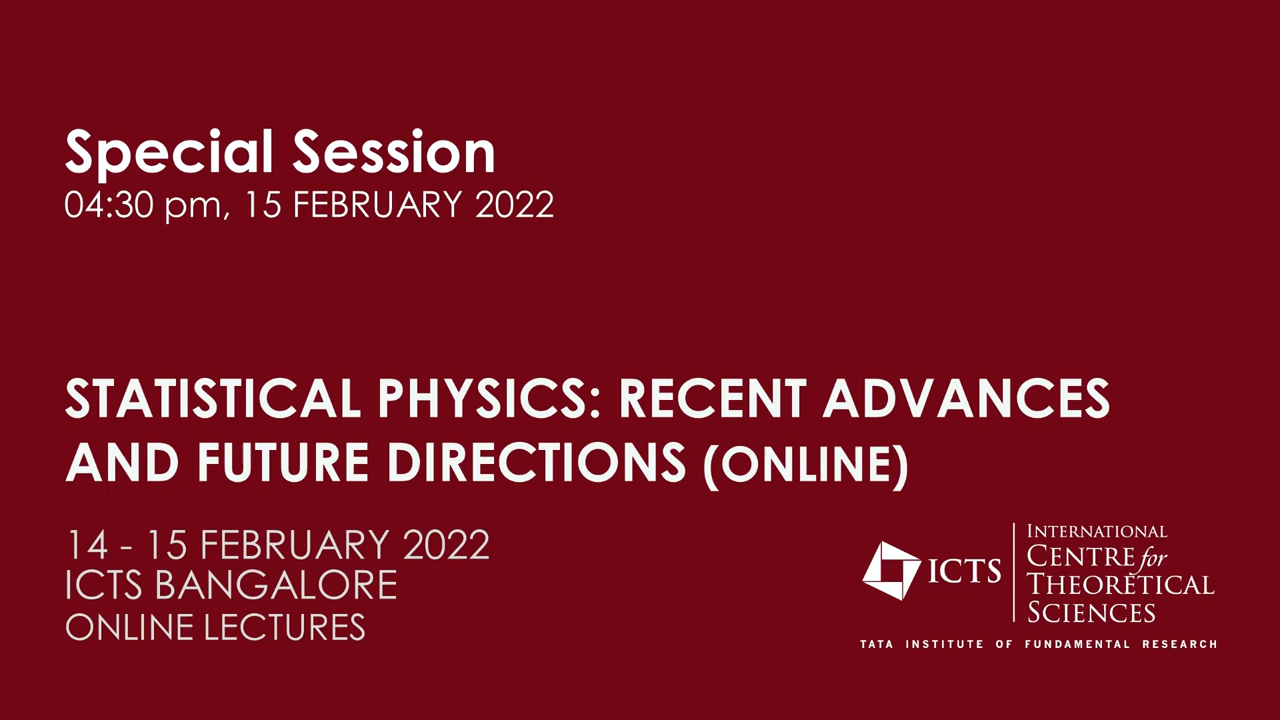 Special Session
04:30 pm, 15 FEBRUARY 2022
STATISTICAL PHYSICS: RECENT ADVANCES
AND FUTURE DIRECTIONS (ONLINE)
14 - 15 FEBRUARY 2022
ICTS BANGALORE
ONLINE LECTURES
ICTS
INTERNATIONAL
CENTRE for
THEORETICAL
SCIENCES
TATA INSTITUTE OF FUNDAMENTAL RESEARCH